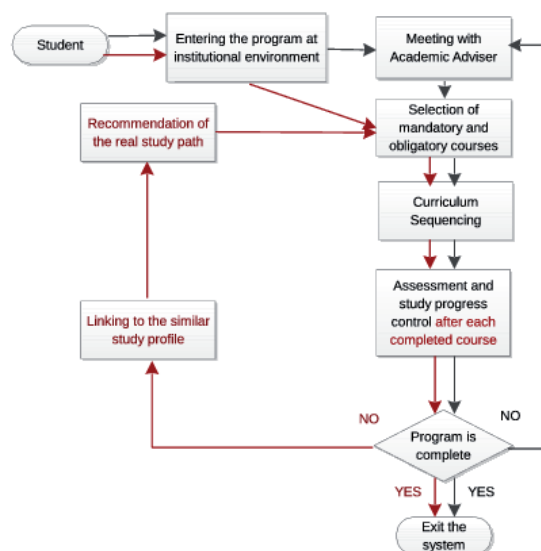 Student
Entering the program at
institutional environment
Meeting with
Academic Adviser
Recommendation of
the real study path
Selection of
mandatory and
obligatory courses
Curriculum
Sequencing
Assessment and
study progress
control after each
completed course
Linking to the similar
study profile
NO
NO
Program is
complete
YES
YES
Exit the
system